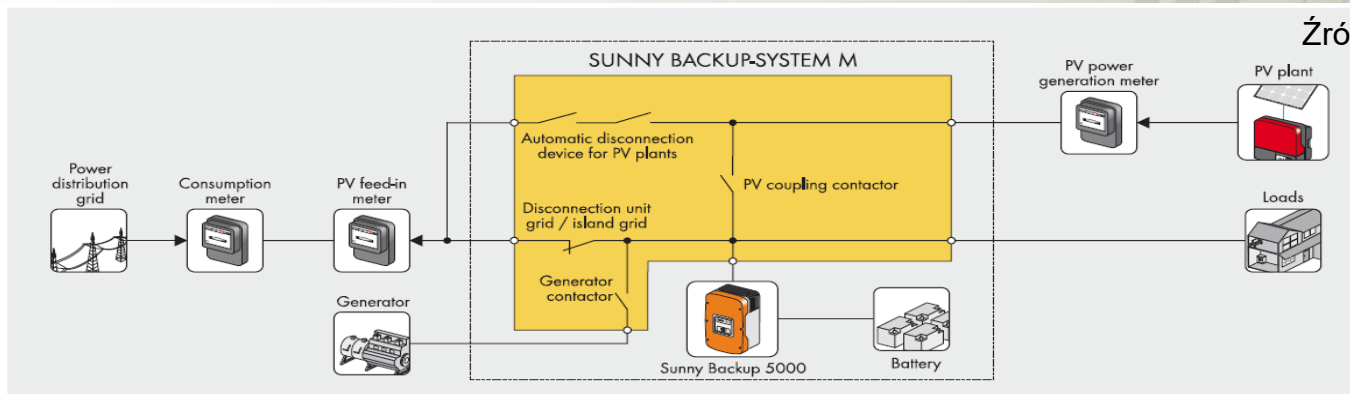 Źró
SUNNY BACKUP-SYSTEM M
PV power
generation meter
PV plant
Automatic disconnection
device for PV plants
Power
distribution
grid
Consumption
meter
PV feed-in
meter
PV coupling contactor
Loads
Disconnection unit
grid / island grid
Generator
contactor
Generator
Sunny Backup 5000
Battery